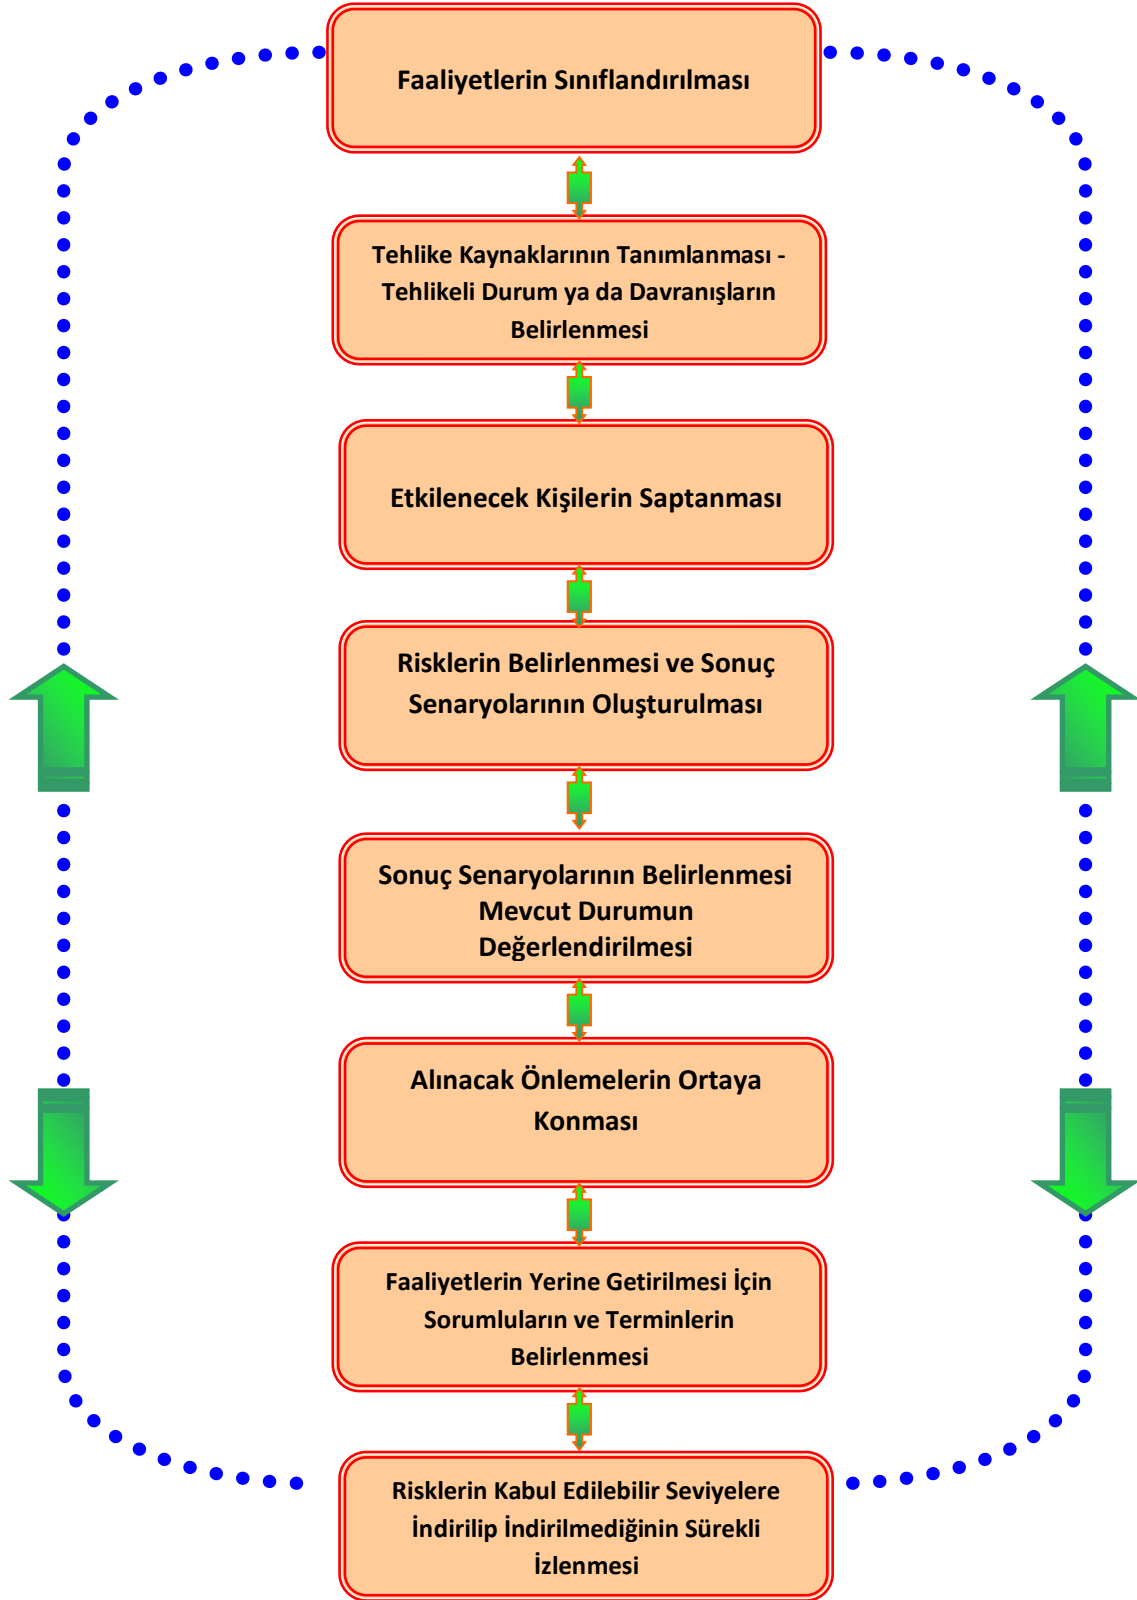 Faaliyetlerin Sınıflandırılması
Tehlike Kaynaklarının Tanımlanması -
Tehlikeli Durum ya da Davranışların
Belirlenmesi
Etkilenecek Kişilerin Saptanması
Risklerin Belirlenmesi ve Sonuç
Senaryolarının Oluşturulması
Sonuç Senaryolarının Belirlenmesi
Mevcut Durumun
Değerlendirilmesi
Alınacak Önlemelerin Ortaya
Konması
Faaliyetlerin Yerine Getirilmesi İçin
Sorumluların ve Terminlerin
Belirlenmesi
Risklerin Kabul Edilebilir Seviyelere
İndirilip İndirilmediğinin Sürekli
İzlenmesi